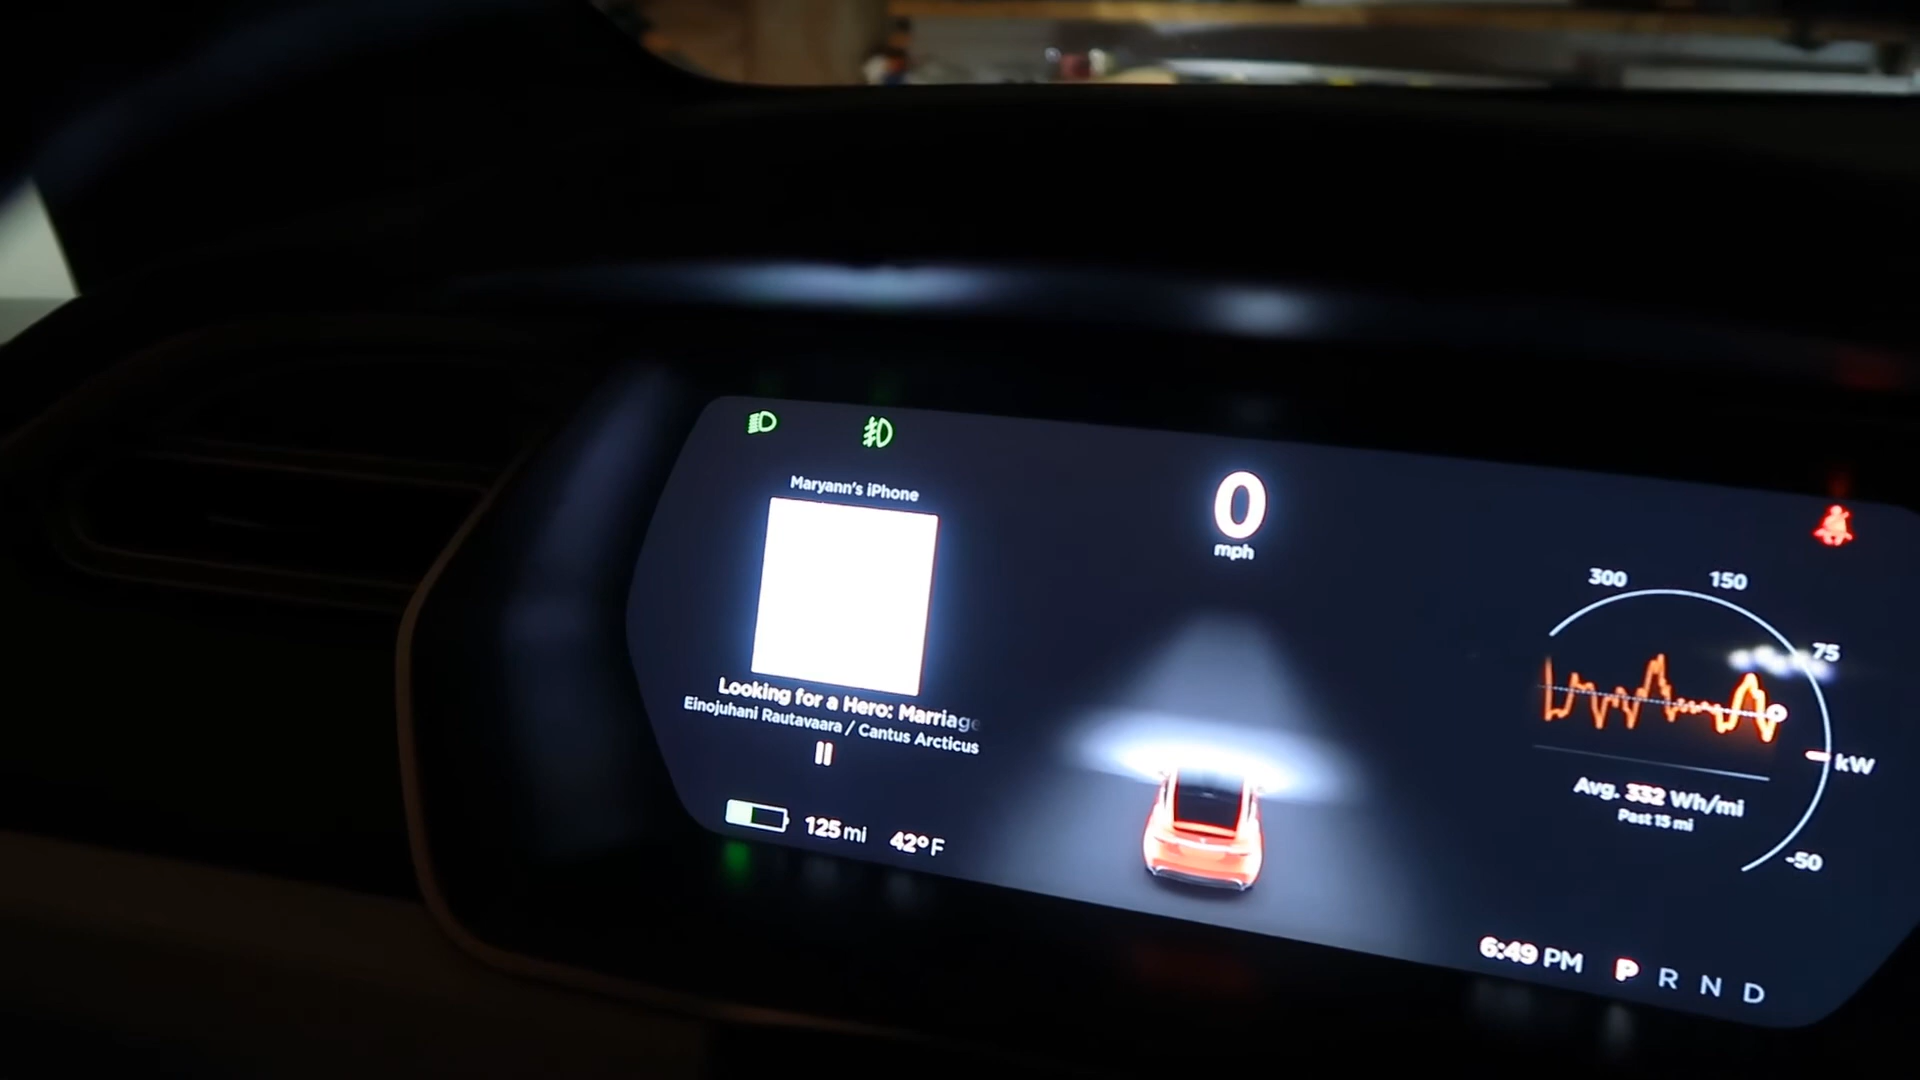 Maryann's iPhone
Looking for a Hero: Marriage
Einojuhani Rautavaara / Cantus Arcticus
125 mi 42° F
0
mph
300 150
75
kW
-50
Avg. 332 Wh/mi
Past 15 mi
6:49 PM P R N D